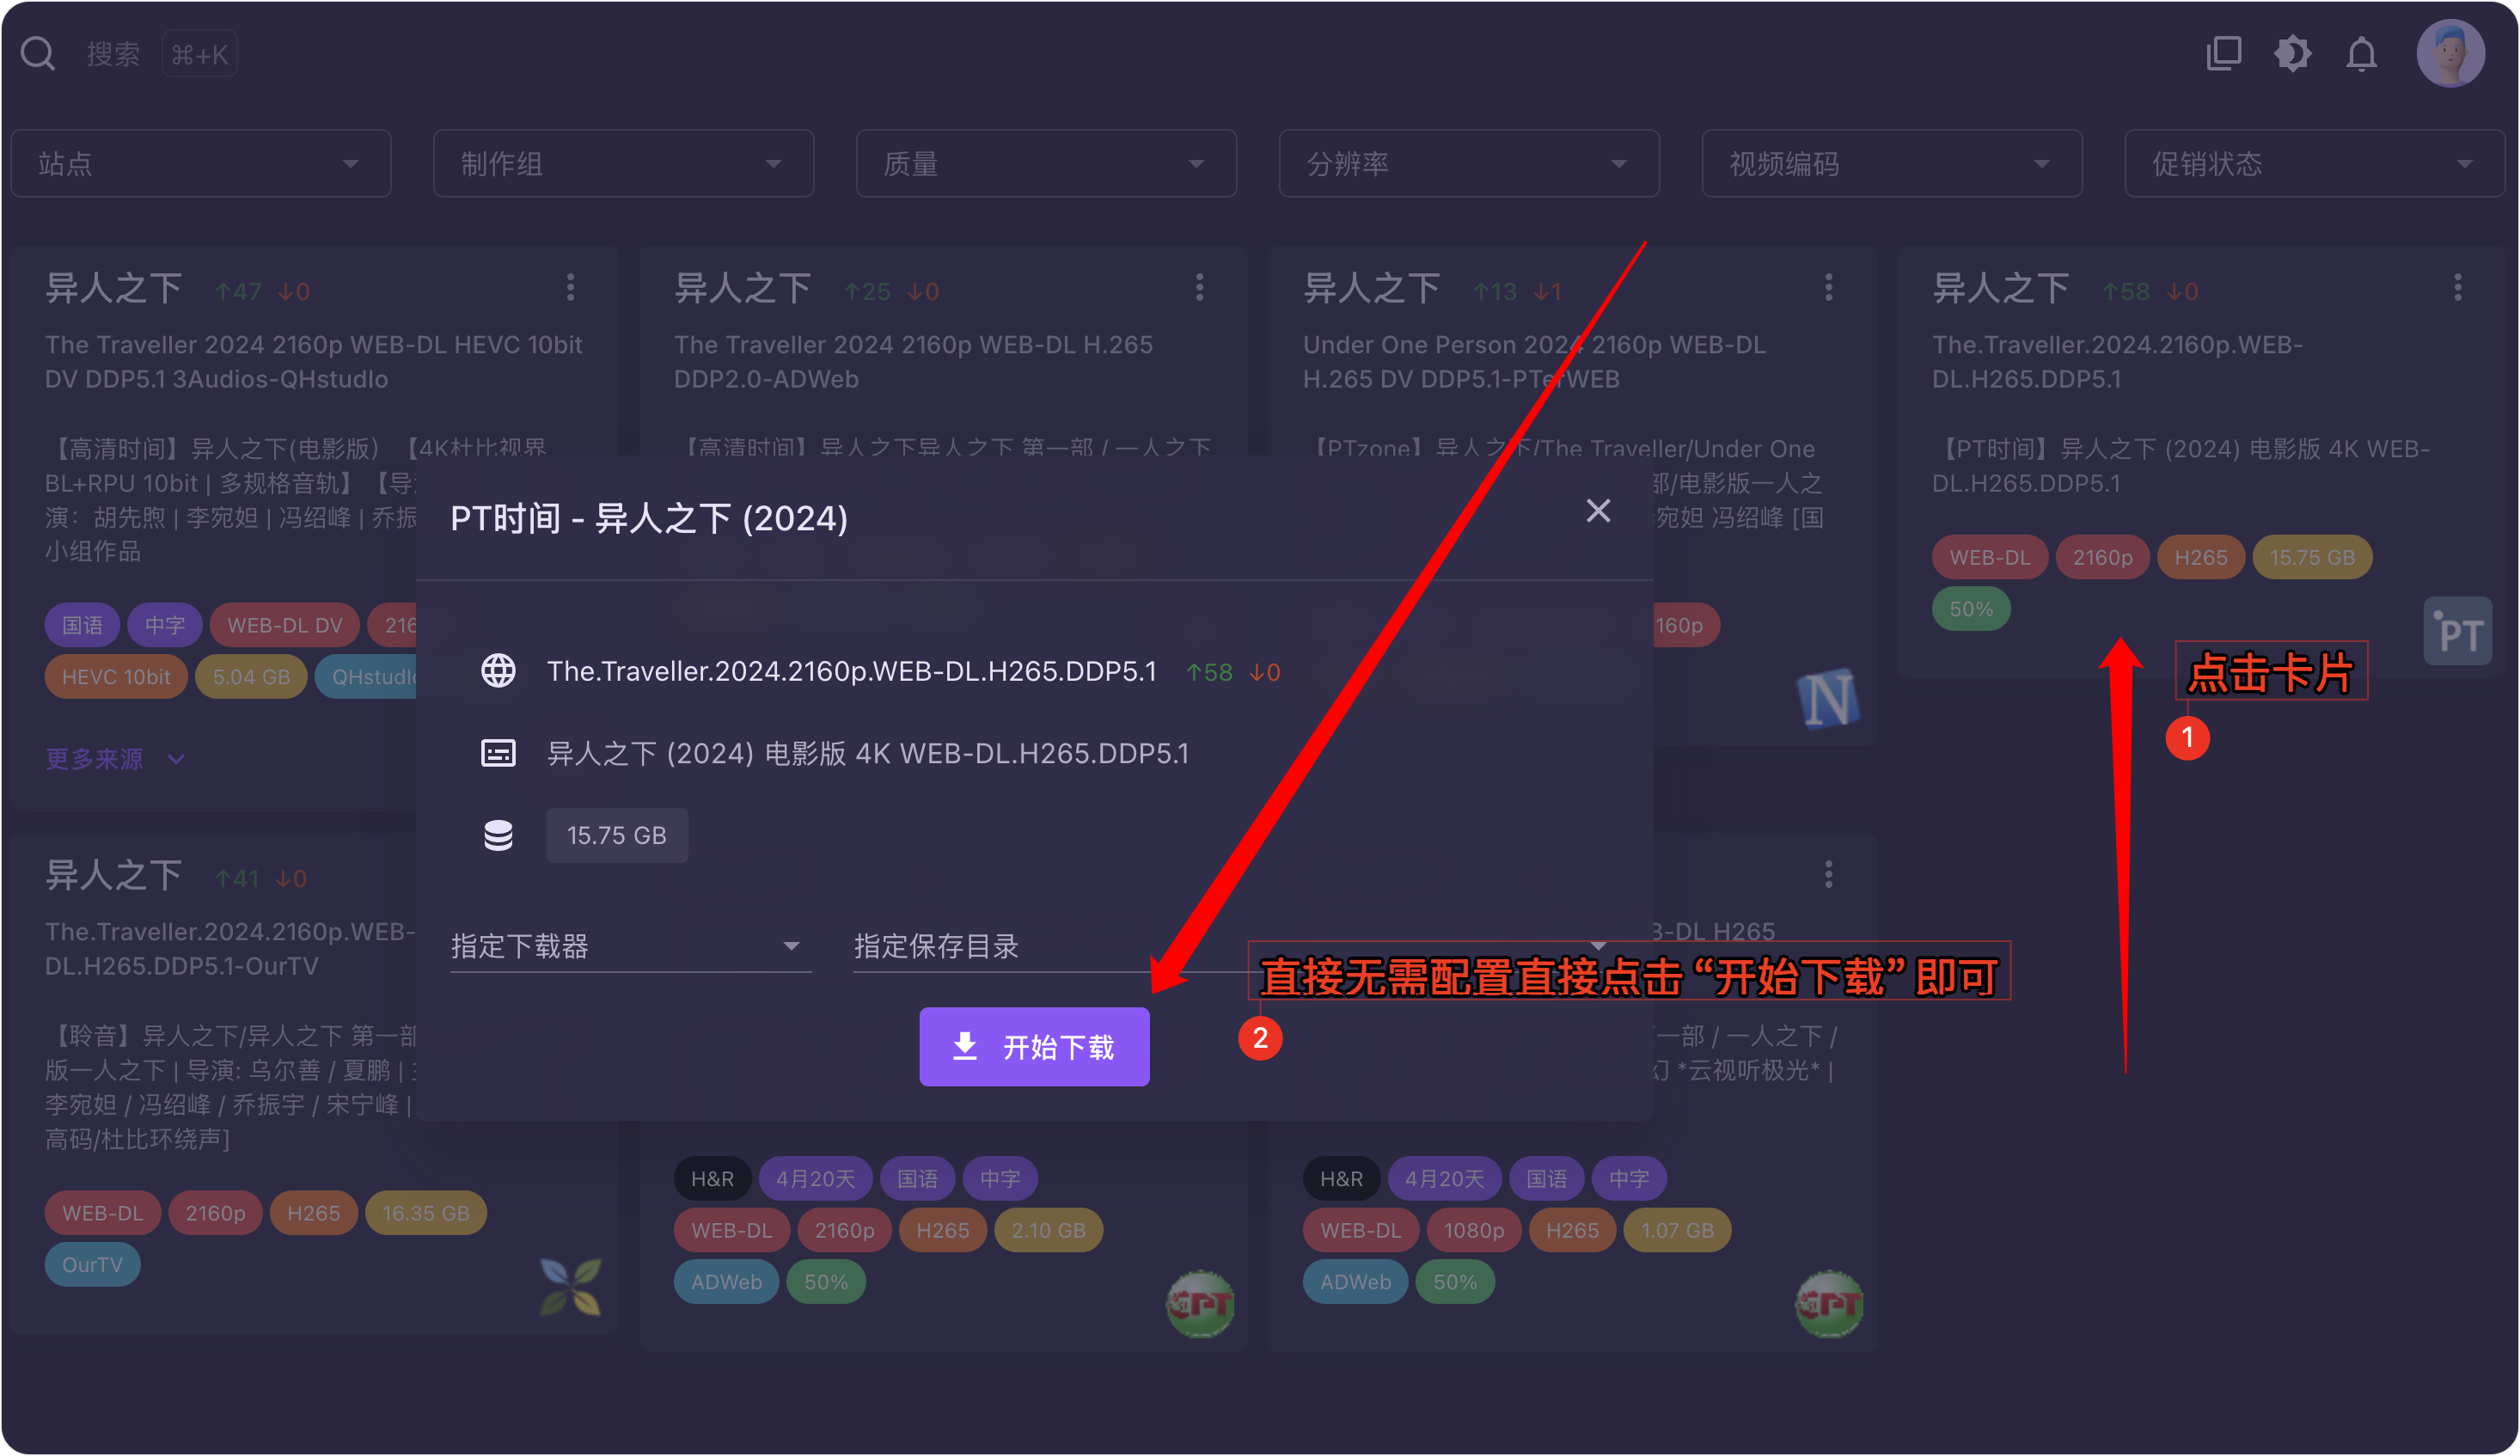 搜索 ⌘+K
站点
制作组
质量
分辨率
视频编码
促销状态
异人之下 ↑47 ↓0
The Traveller 2024 2160p WEB-DL HEVC 10bit
DV DDP5.1 3Audios-QHstudIo
【高清时间】异人之下(电影版) 【4K杜比视界
BL+RPU 10bit | 多规格音轨】【导
演: 胡先煦 | 李宛妲 | 冯绍峰 | 乔振
小组作品
国语 中字 WEB-DL DV 216
HEVC 10bit 5.04 GB QHstudI
更多来源
异人之下 ↑25 ↓0
The Traveller 2024 2160p WEB-DL H.265
DDP2.0-ADWeb
【高清时间】异人之下异人之下 第一部 / 一人之下
异人之下 ↑13 ↓1
Under One Person 2024 2160p WEB-DL
H.265 DV DDP5.1-PTerWEB
【PTzone】异人之下/The Traveller/Under One
部/电影版一人之
宛妲 冯绍峰 [国
160p
N
异人之下 ↑58 ↓0
The.Traveller.2024.2160p.WEB-
DL.H265.DDP5.1
【PT时间】异人之下 (2024) 电影版 4K WEB-
DL.H265.DDP5.1
WEB-DL 2160p H265 15.75 GB
50%
PT
点击卡片
1
PT时间 - 异人之下 (2024)
The.Traveller.2024.2160p.WEB-DL.H265.DDP5.1 ↑58 ↓0
异人之下 (2024) 电影版 4K WEB-DL.H265.DDP5.1
15.75 GB
指定下载器
指定保存目录
直接无需配置直接点击“开始下载”即可
2
开始下载
异人之下 ↑41 ↓0
The.Traveller.2024.2160p.WEB-
DL.H265.DDP5.1-OurTV
【聆音】异人之下/异人之下 第一部
版一人之下 | 导演: 乌尔善 / 夏鹏 |
李宛妲 / 冯绍峰 / 乔振宇 / 宋宁峰 |
高码/杜比环绕声]
WEB-DL 2160p H265 16.35 GB
OurTV
H&R 4月20天 国语 中字
WEB-DL 2160p H265 2.10 GB
ADWeb 50%
PT
-DL H265
一部 / 一人之下 /
幻 *云视听极光* |
H&R 4月20天 国语 中字
WEB-DL 1080p H265 1.07 GB
ADWeb 50%
PT